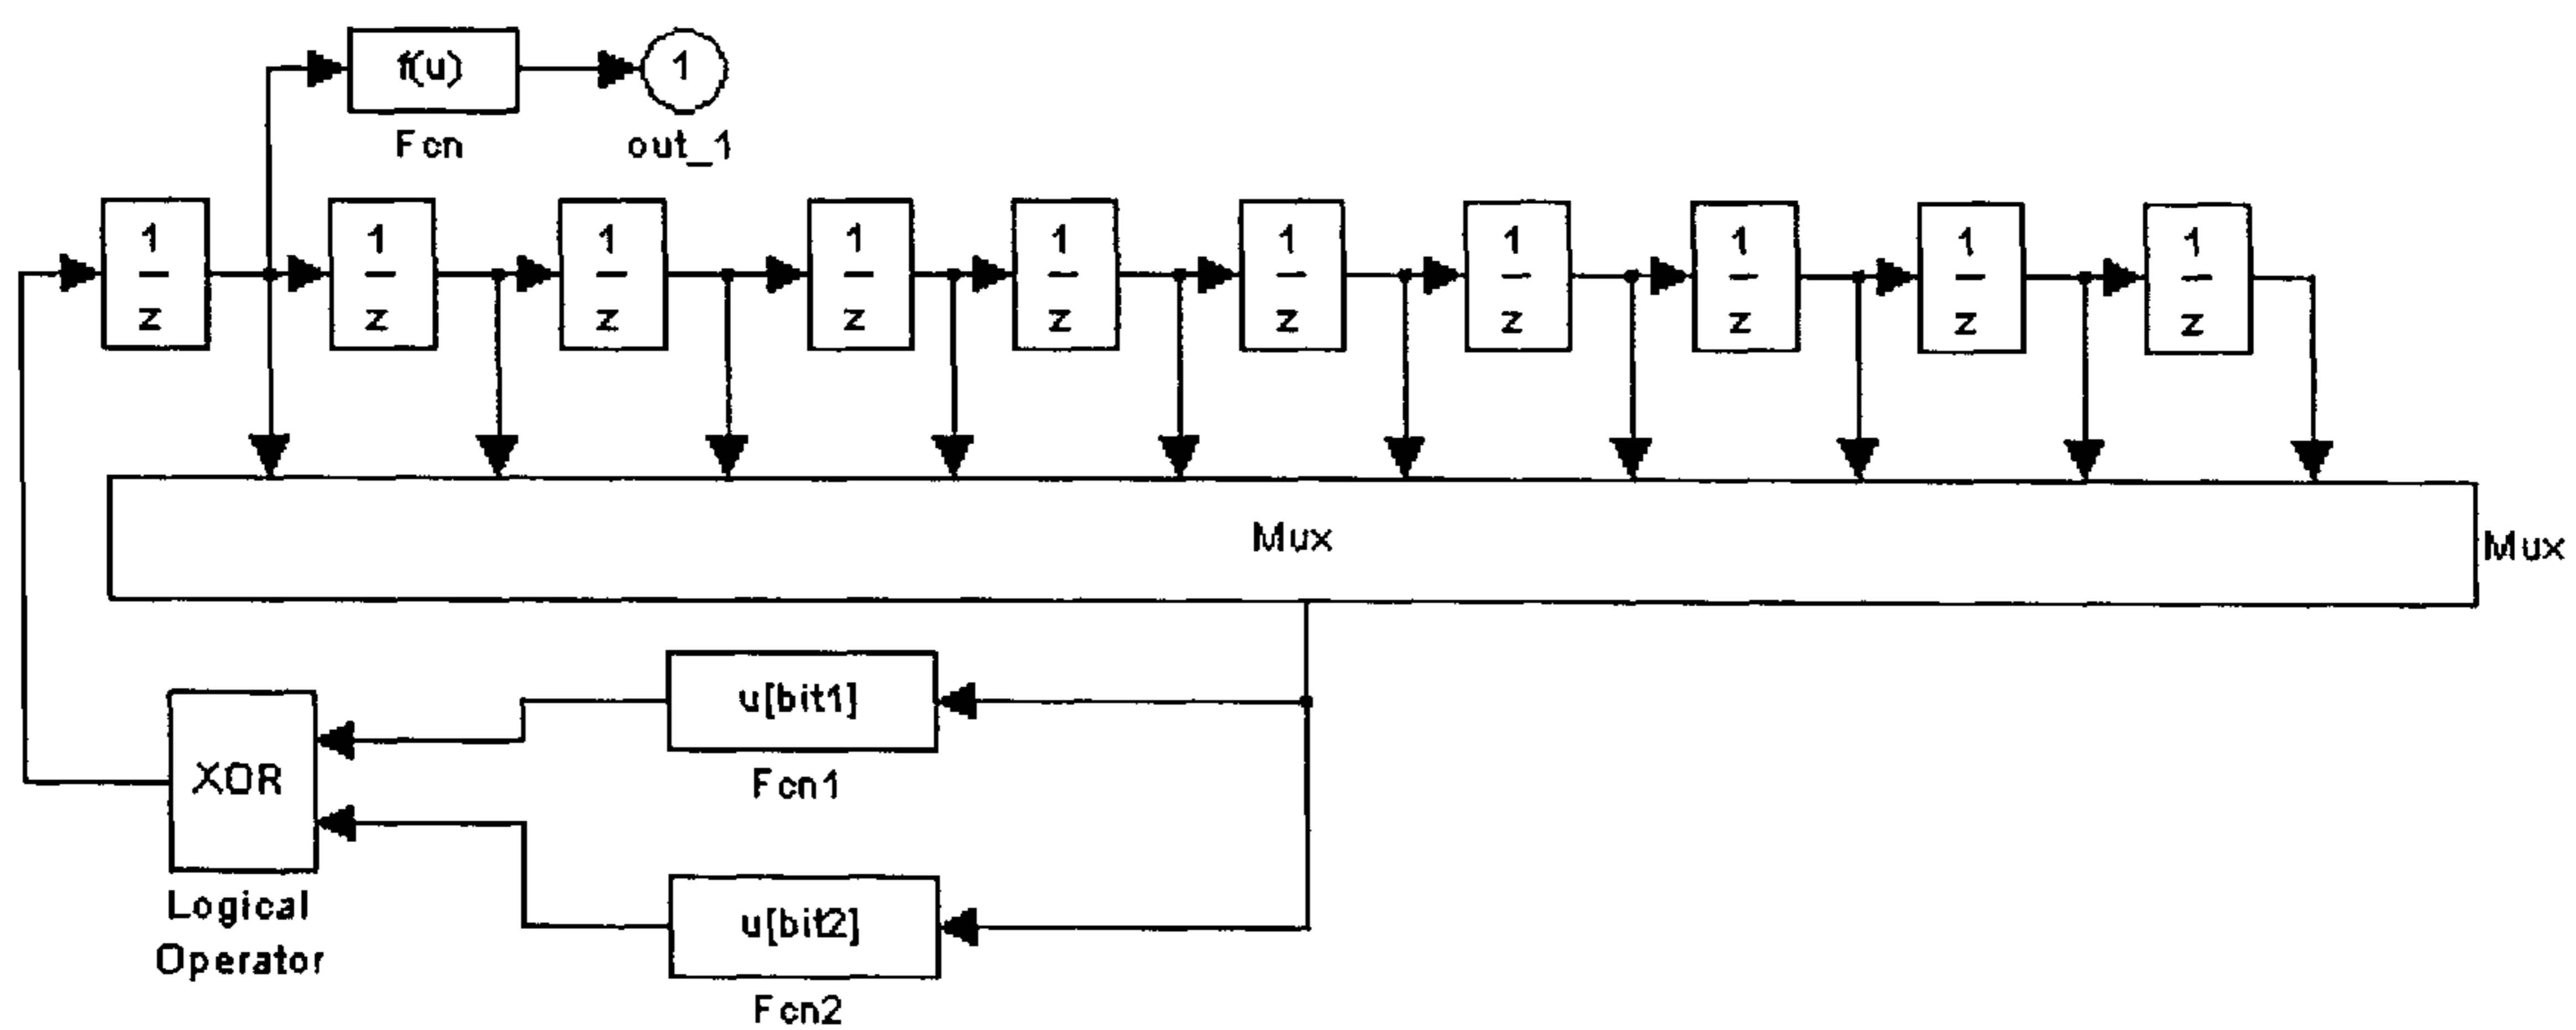 f(u)
1
Fcn
out_1
1
z
1
z
1
z
1
z
1
z
1
z
1
z
1
z
1
z
1
z
Mux
Mux
u[bit1]
Fcn1
XOR
Logical
Operator
u[bit2]
Fcn2